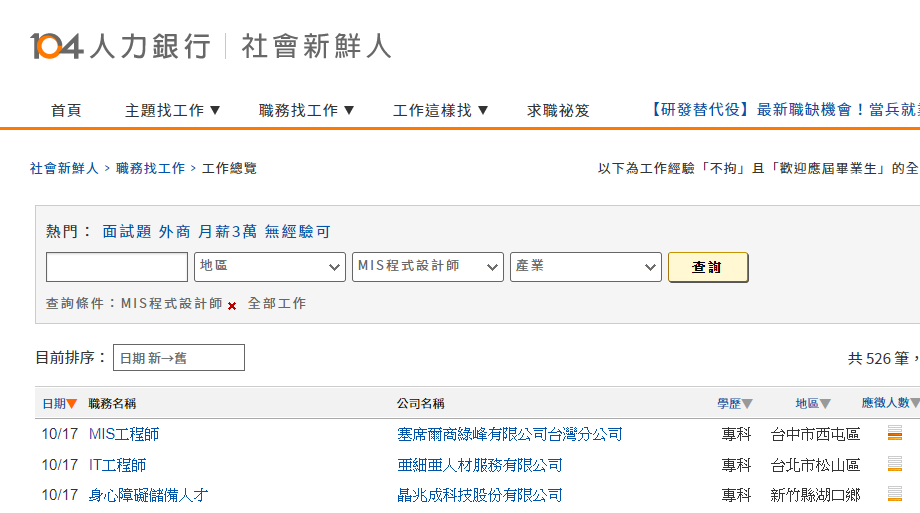 104 人力銀行 | 社會新鮮人
首頁 主題找工作▼ 職務找工作▼ 工作這樣找▼ 求職祕笈 【研發替代役】最新職缺機會！當兵就
社會新鮮人 > 職務找工作 > 工作總覽 以下為工作經驗「不拘」且「歡迎應屆畢業生」的全
熱門： 面試題 外商 月薪3萬 無經驗可
地區 MIS程式設計師 產業 查詢
查詢條件：MIS程式設計師 全部工作
目前排序： 日期 新→舊 共 526 筆，
日期▼ 職務名稱 公司名稱 學歷▼ 地區▼ 應徵人數▼
10/17 MIS工程師 塞席爾商綠峰有限公司台灣分公司 專科 台中市西屯區
10/17 IT工程師 亜細亜人材服務有限公司 專科 台北市松山區
10/17 身心障礙儲備人才 晶兆成科技股份有限公司 專科 新竹縣湖口鄉